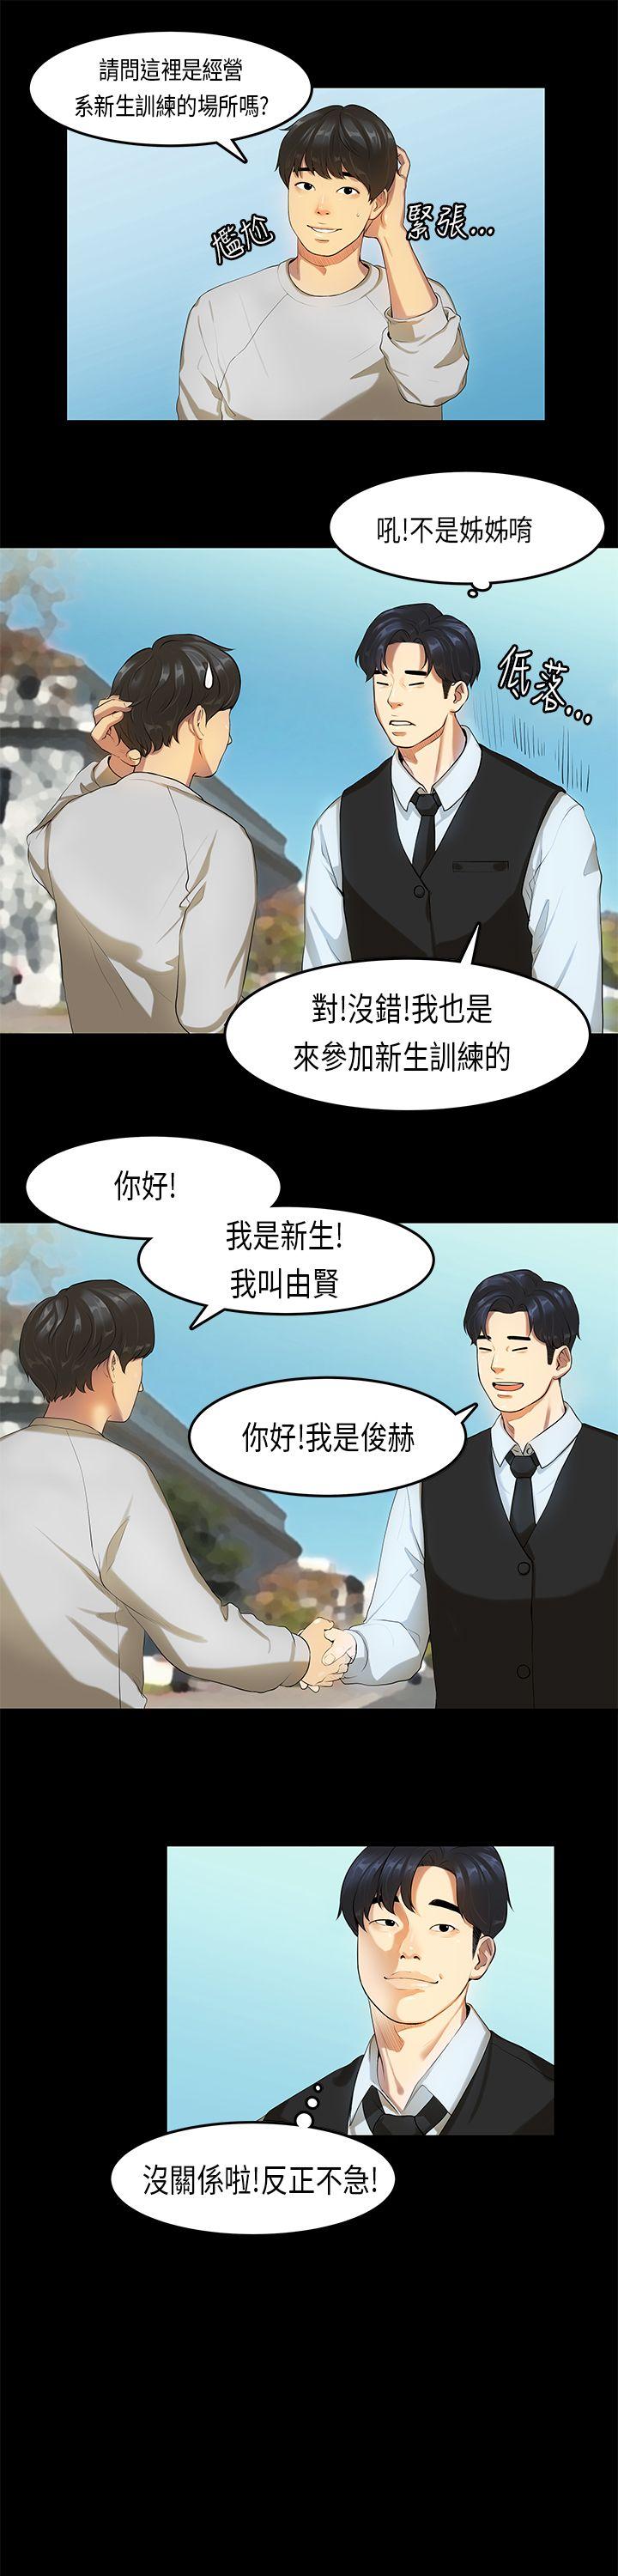 請問這裡是經營
系新生訓練的場所嗎?
尷尬
緊張...
吼!不是姊姊唷
低落...
對!沒錯!我也是
來參加新生訓練的
你好!
我是新生!
我叫由賢
你好!我是俊赫
沒關係啦!反正不急!